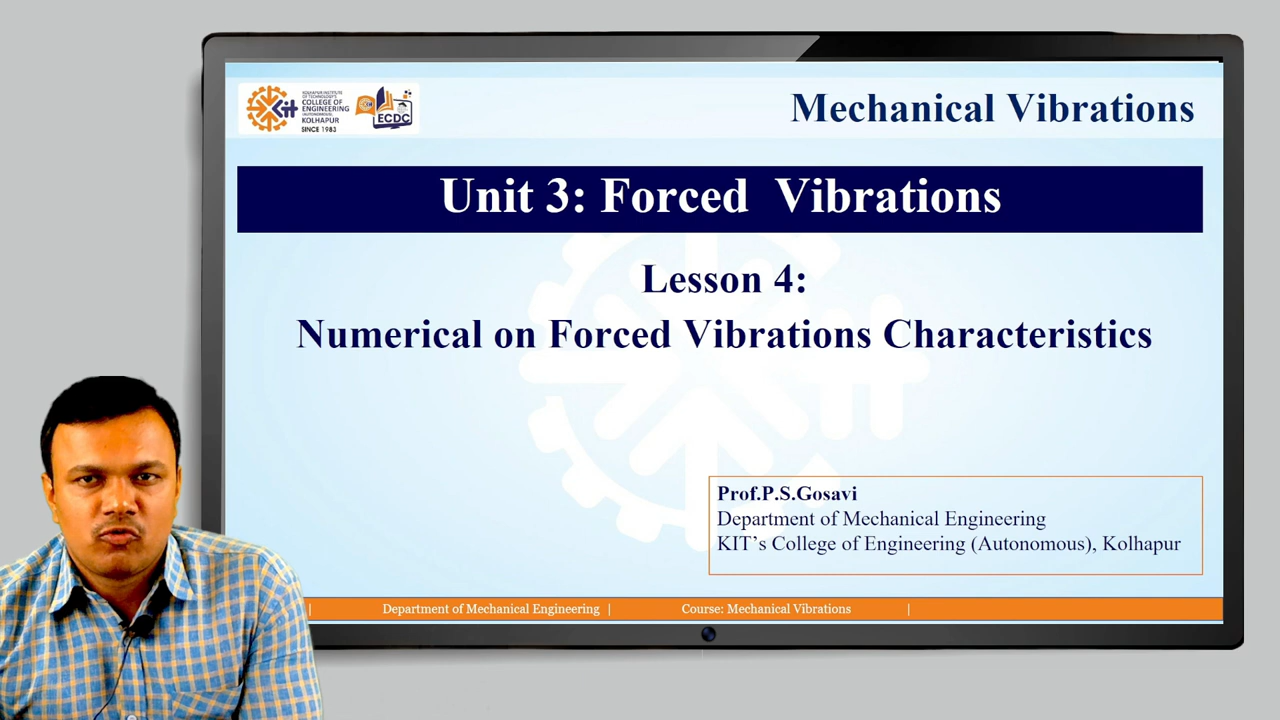 KOLHAPUR INSTITUTE
OF TECHNOLOGY'S
COLLEGE OF
ENGINEERING
(AUTONOMOUS),
KOLHAPUR
SINCE 1983
Kit
ECDC
Mechanical Vibrations
Unit 3: Forced Vibrations
Lesson 4:
Numerical on Forced Vibrations Characteristics
Prof.P.S.Gosavi
Department of Mechanical Engineering
KIT's College of Engineering (Autonomous), Kolhapur
| Department of Mechanical Engineering | Course: Mechanical Vibrations |